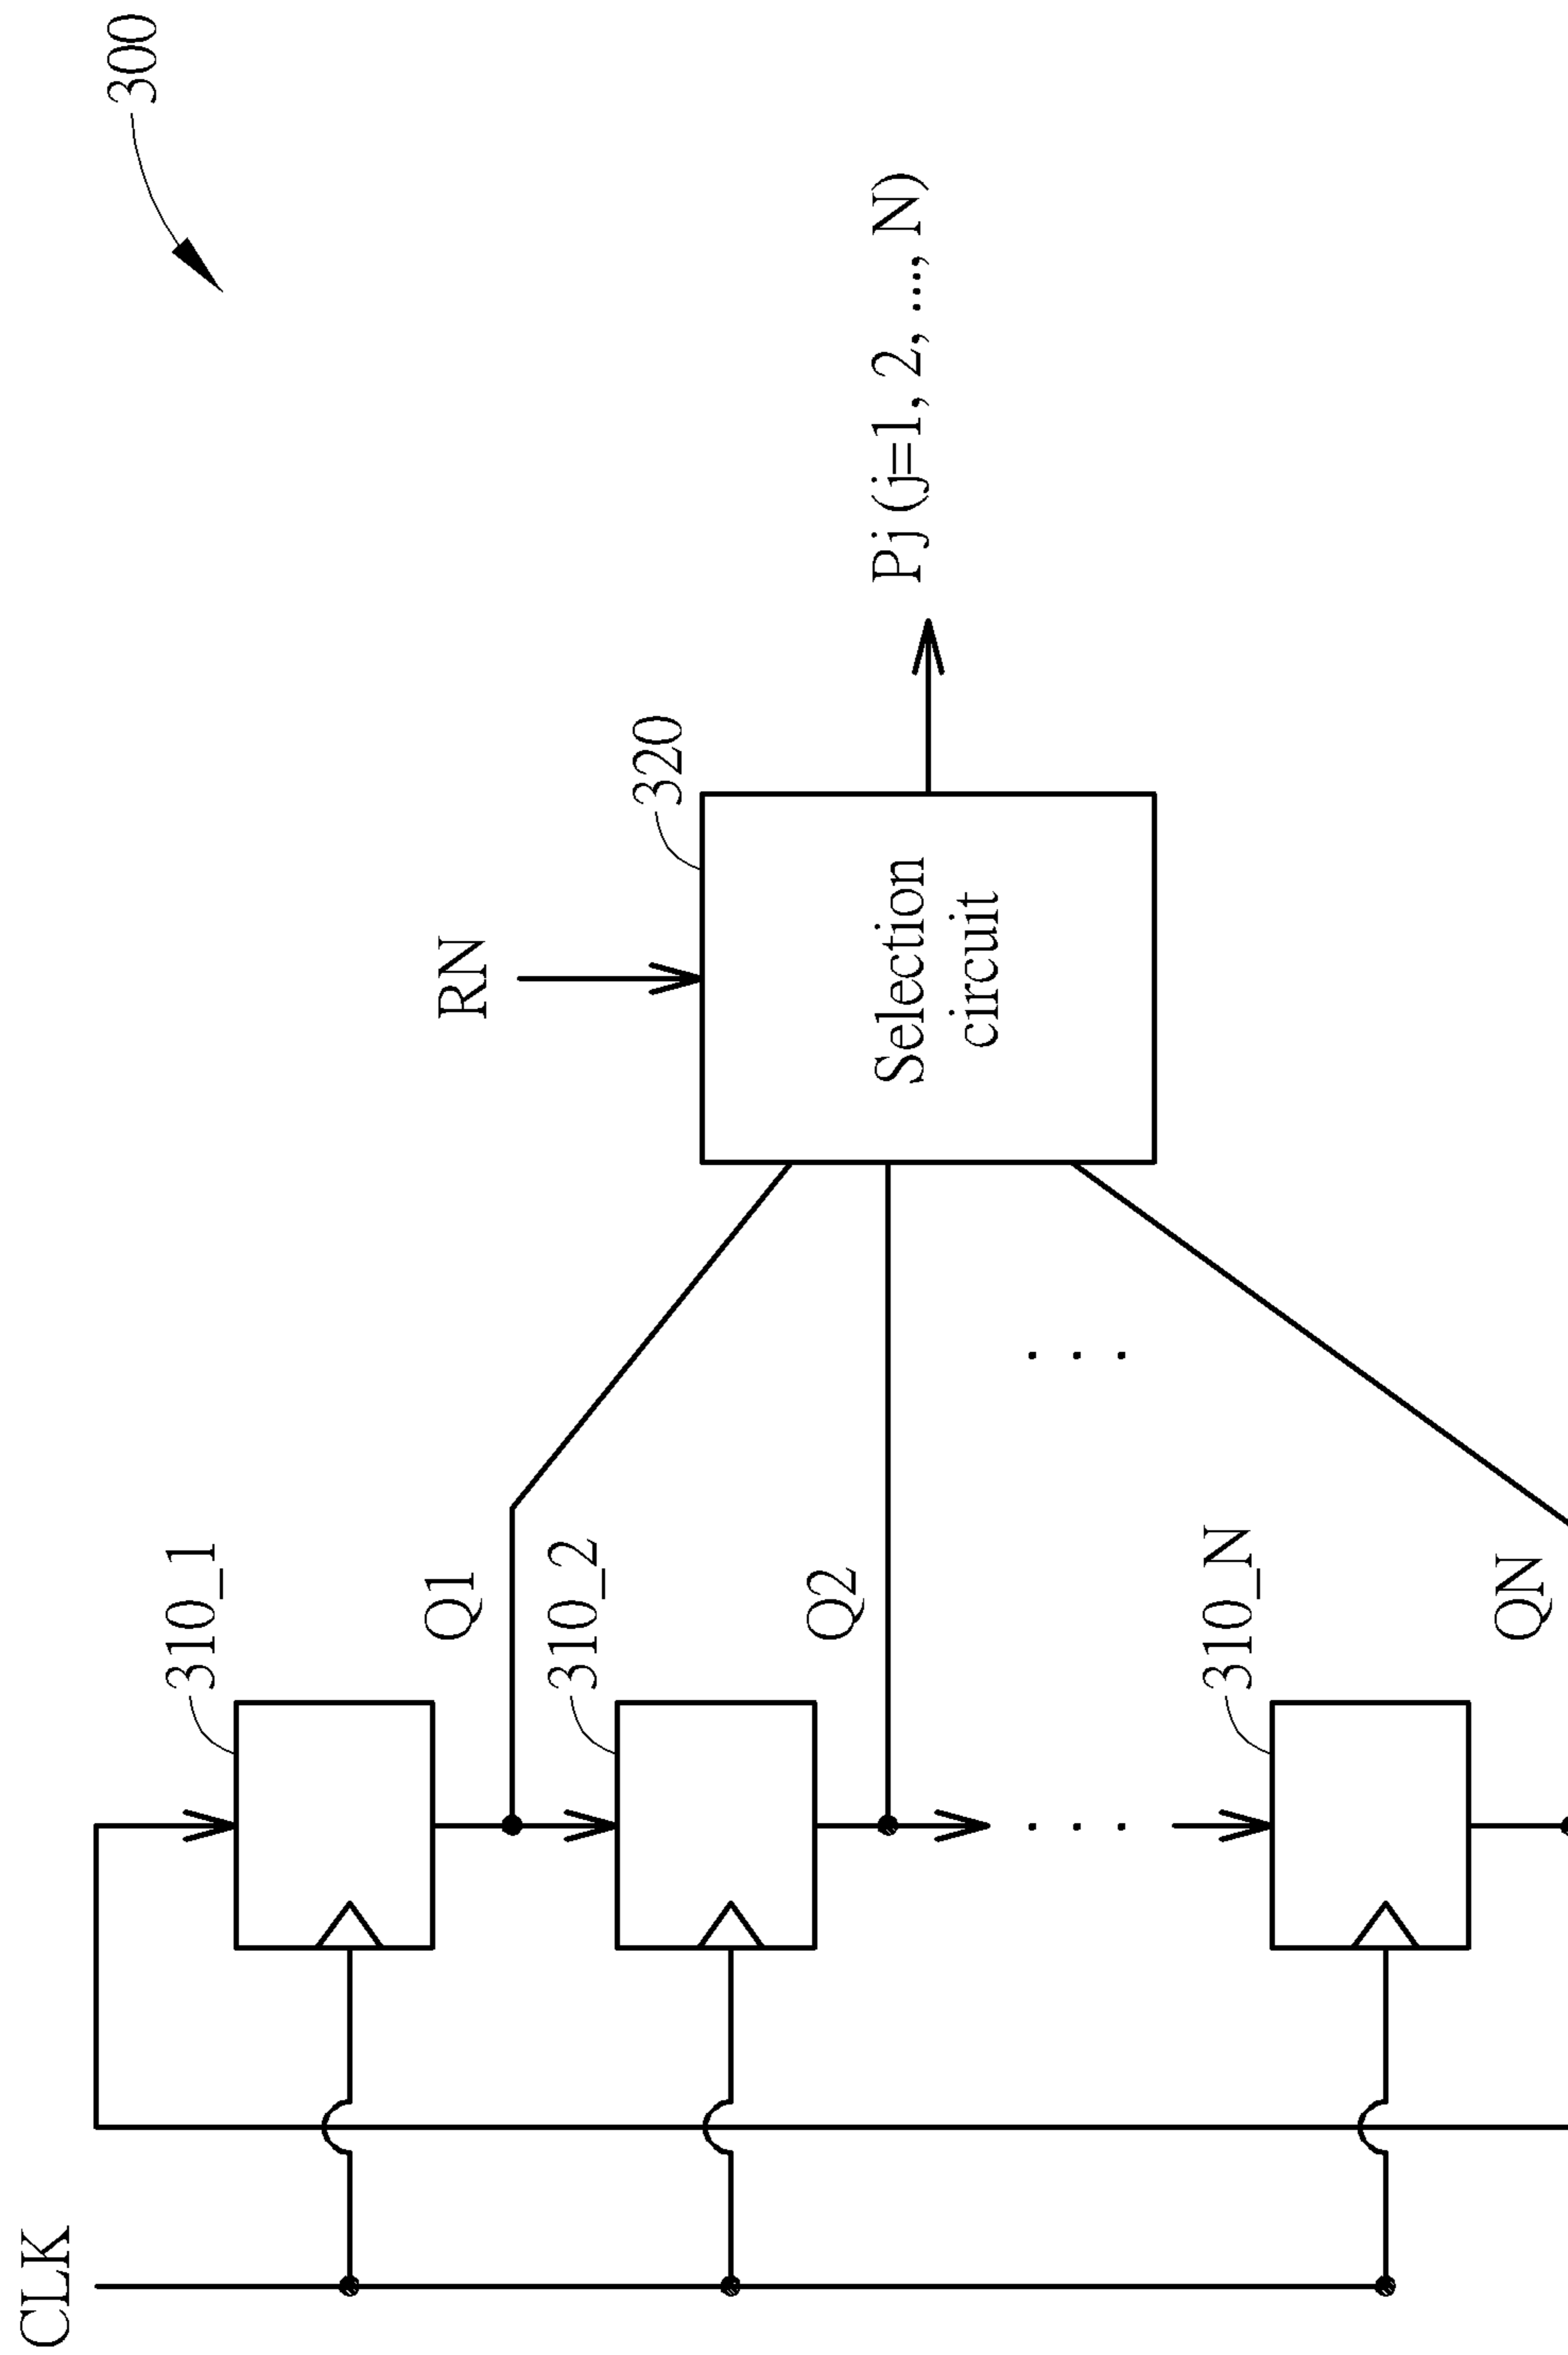 300
CLK
310_1
Q1
310_2
Q2
310_N
QN
RN
320
Selection
circuit
Pj (j=1, 2, ..., N)